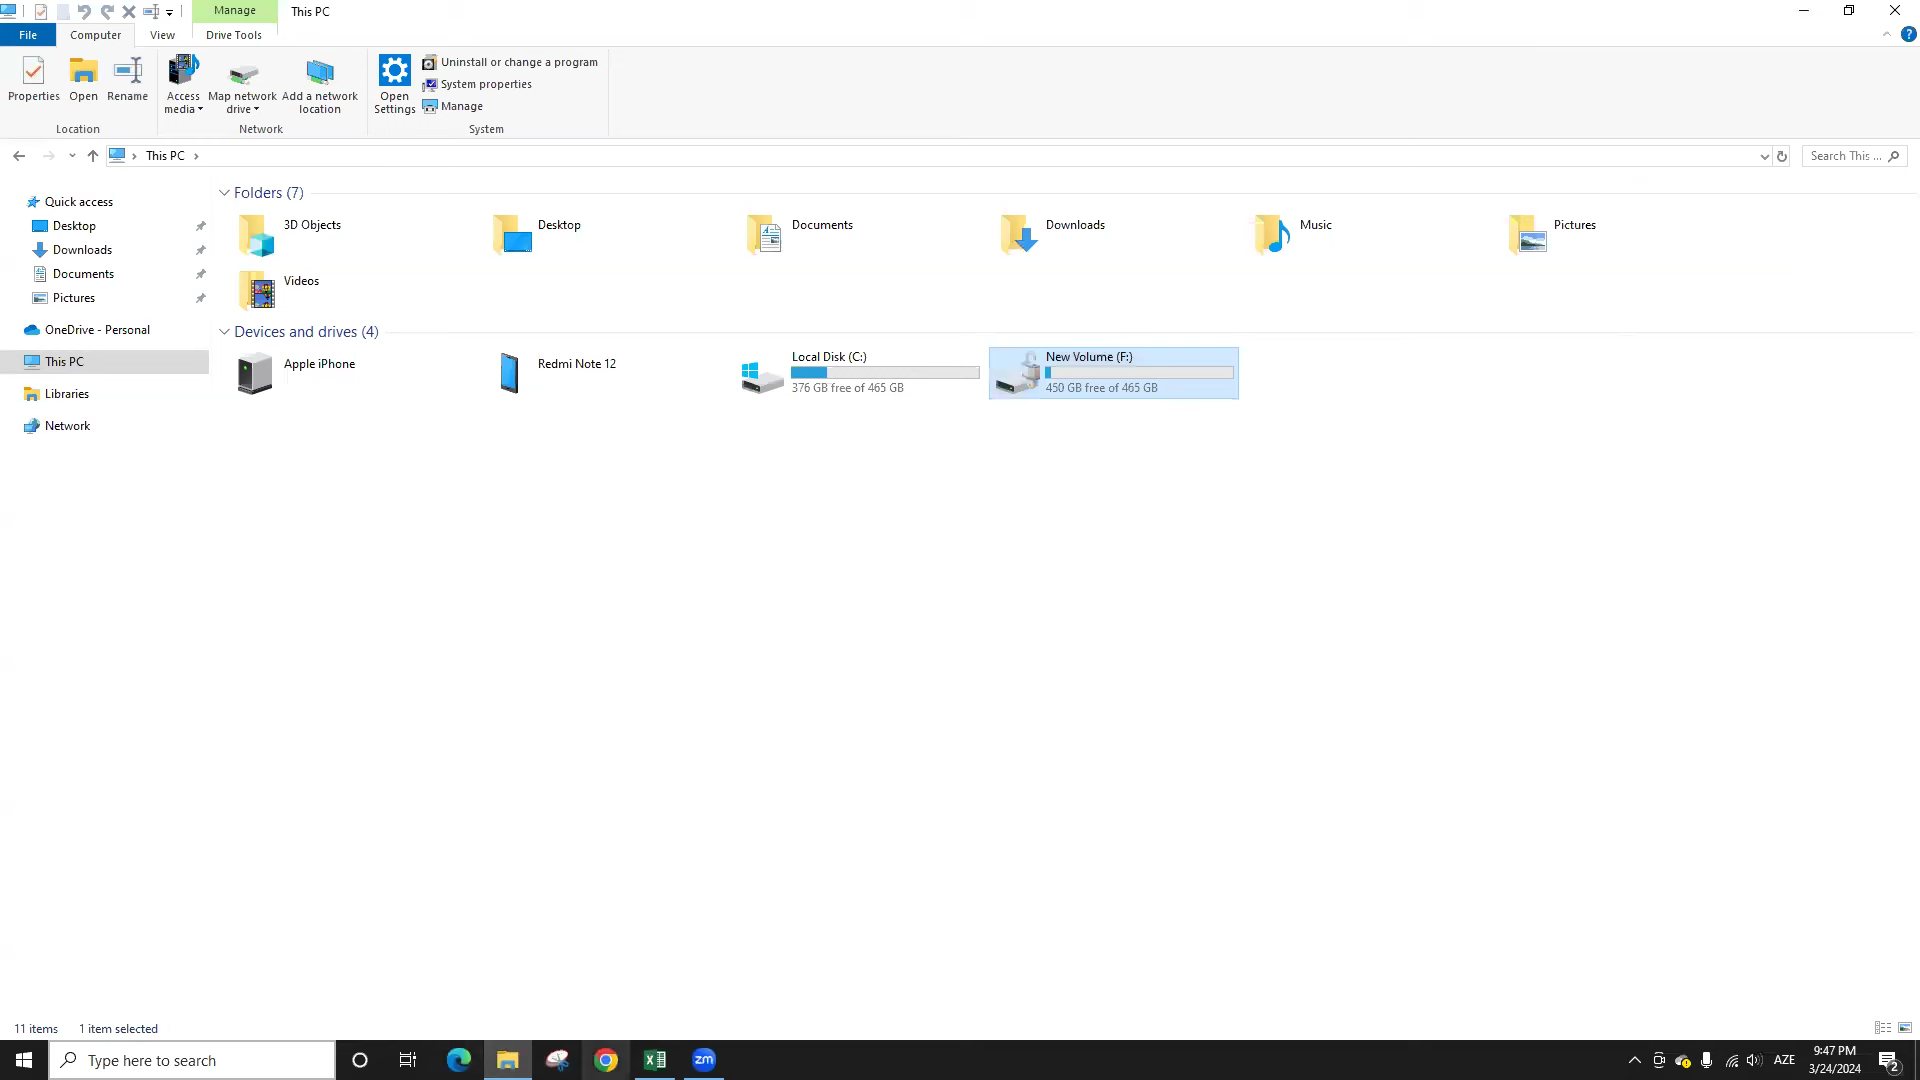 Manage
This PC
File
Computer
View
Drive Tools
Properties
Open
Rename
Access media
Map network drive
Add a network location
Open Settings
Uninstall or change a program
System properties
Manage
Location
Network
System
This PC
Search This ...
Quick access
Desktop
Downloads
Documents
Pictures
OneDrive - Personal
This PC
Libraries
Network
Folders (7)
3D Objects
Desktop
Documents
Downloads
Music
Pictures
Videos
Devices and drives (4)
Apple iPhone
Redmi Note 12
Local Disk (C:)
376 GB free of 465 GB
New Volume (F:)
450 GB free of 465 GB
11 items
1 item selected
Type here to search
zm
AZE
9:47 PM
3/24/2024
2